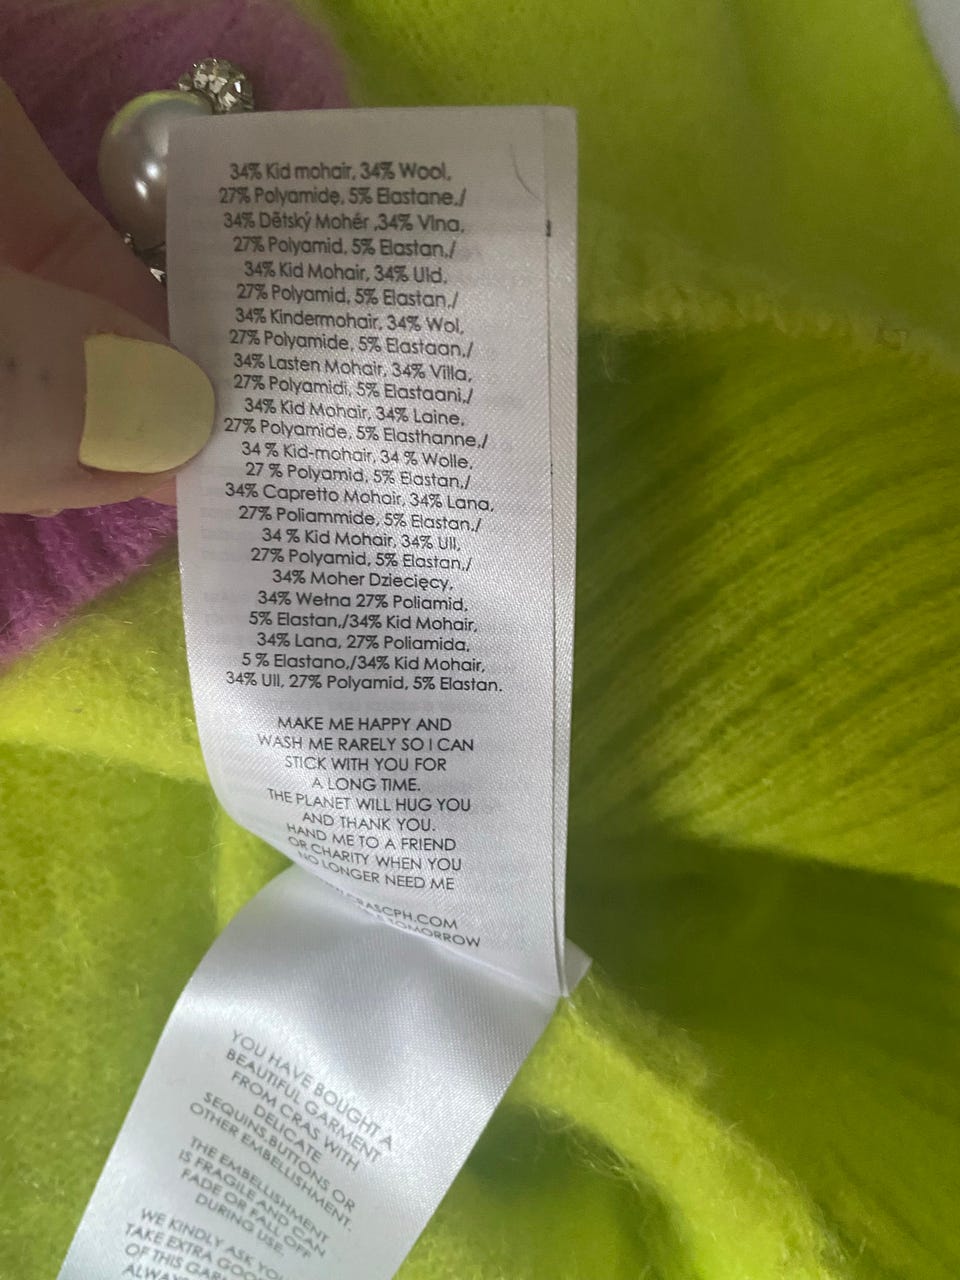 34% Kid mohair, 34% Wool,
27% Polyamide, 5% Elastane./
34% Dětský Mohér ,34% Vlna,
27% Polyamid, 5% Elastan./
34% Kid Mohair, 34% Uld,
27% Polyamid, 5% Elastan./
34% Kindermohair, 34% Wol,
27% Polyamide, 5% Elastaan./
34% Lasten Mohair, 34% Villa,
27% Polyamidi, 5% Elastaani./
34% Kid Mohair, 34% Laine,
27% Polyamide, 5% Elasthanne./
34 % Kid-mohair, 34 % Wolle,
27 % Polyamid, 5% Elastan./
34% Capretto Mohair, 34% Lana,
27% Poliammide, 5% Elastan./
34 % Kid Mohair, 34% Ull,
27% Polyamid, 5% Elastan./
34% Moher Dziecięcy,
34% Wełna 27% Poliamid,
5% Elastan./34% Kid Mohair,
34% Lana, 27% Poliamida,
5 % Elastano./34% Kid Mohair,
34% Ull, 27% Polyamid, 5% Elastan.
MAKE ME HAPPY AND
WASH ME RARELY SO I CAN
STICK WITH YOU FOR
A LONG TIME.
THE PLANET WILL HUG YOU
AND THANK YOU.
HAND ME TO A FRIEND
OR CHARITY WHEN YOU
NO LONGER NEED ME
CRASCPH.COM
TOMORROW
YOU HAVE BOUGHT A
BEAUTIFUL GARMENT
FROM CRAS WITH
DELICATE
SEQUINS,BUTTONS OR
OTHER EMBELLISHMENT.
THE EMBELLISHMENT
IS FRAGILE AND CAN
FADE OR FALL OFF
DURING USE.
WE KINDLY ASK YOU
TAKE EXTRA GOO
OF THIS GAR
ALWA